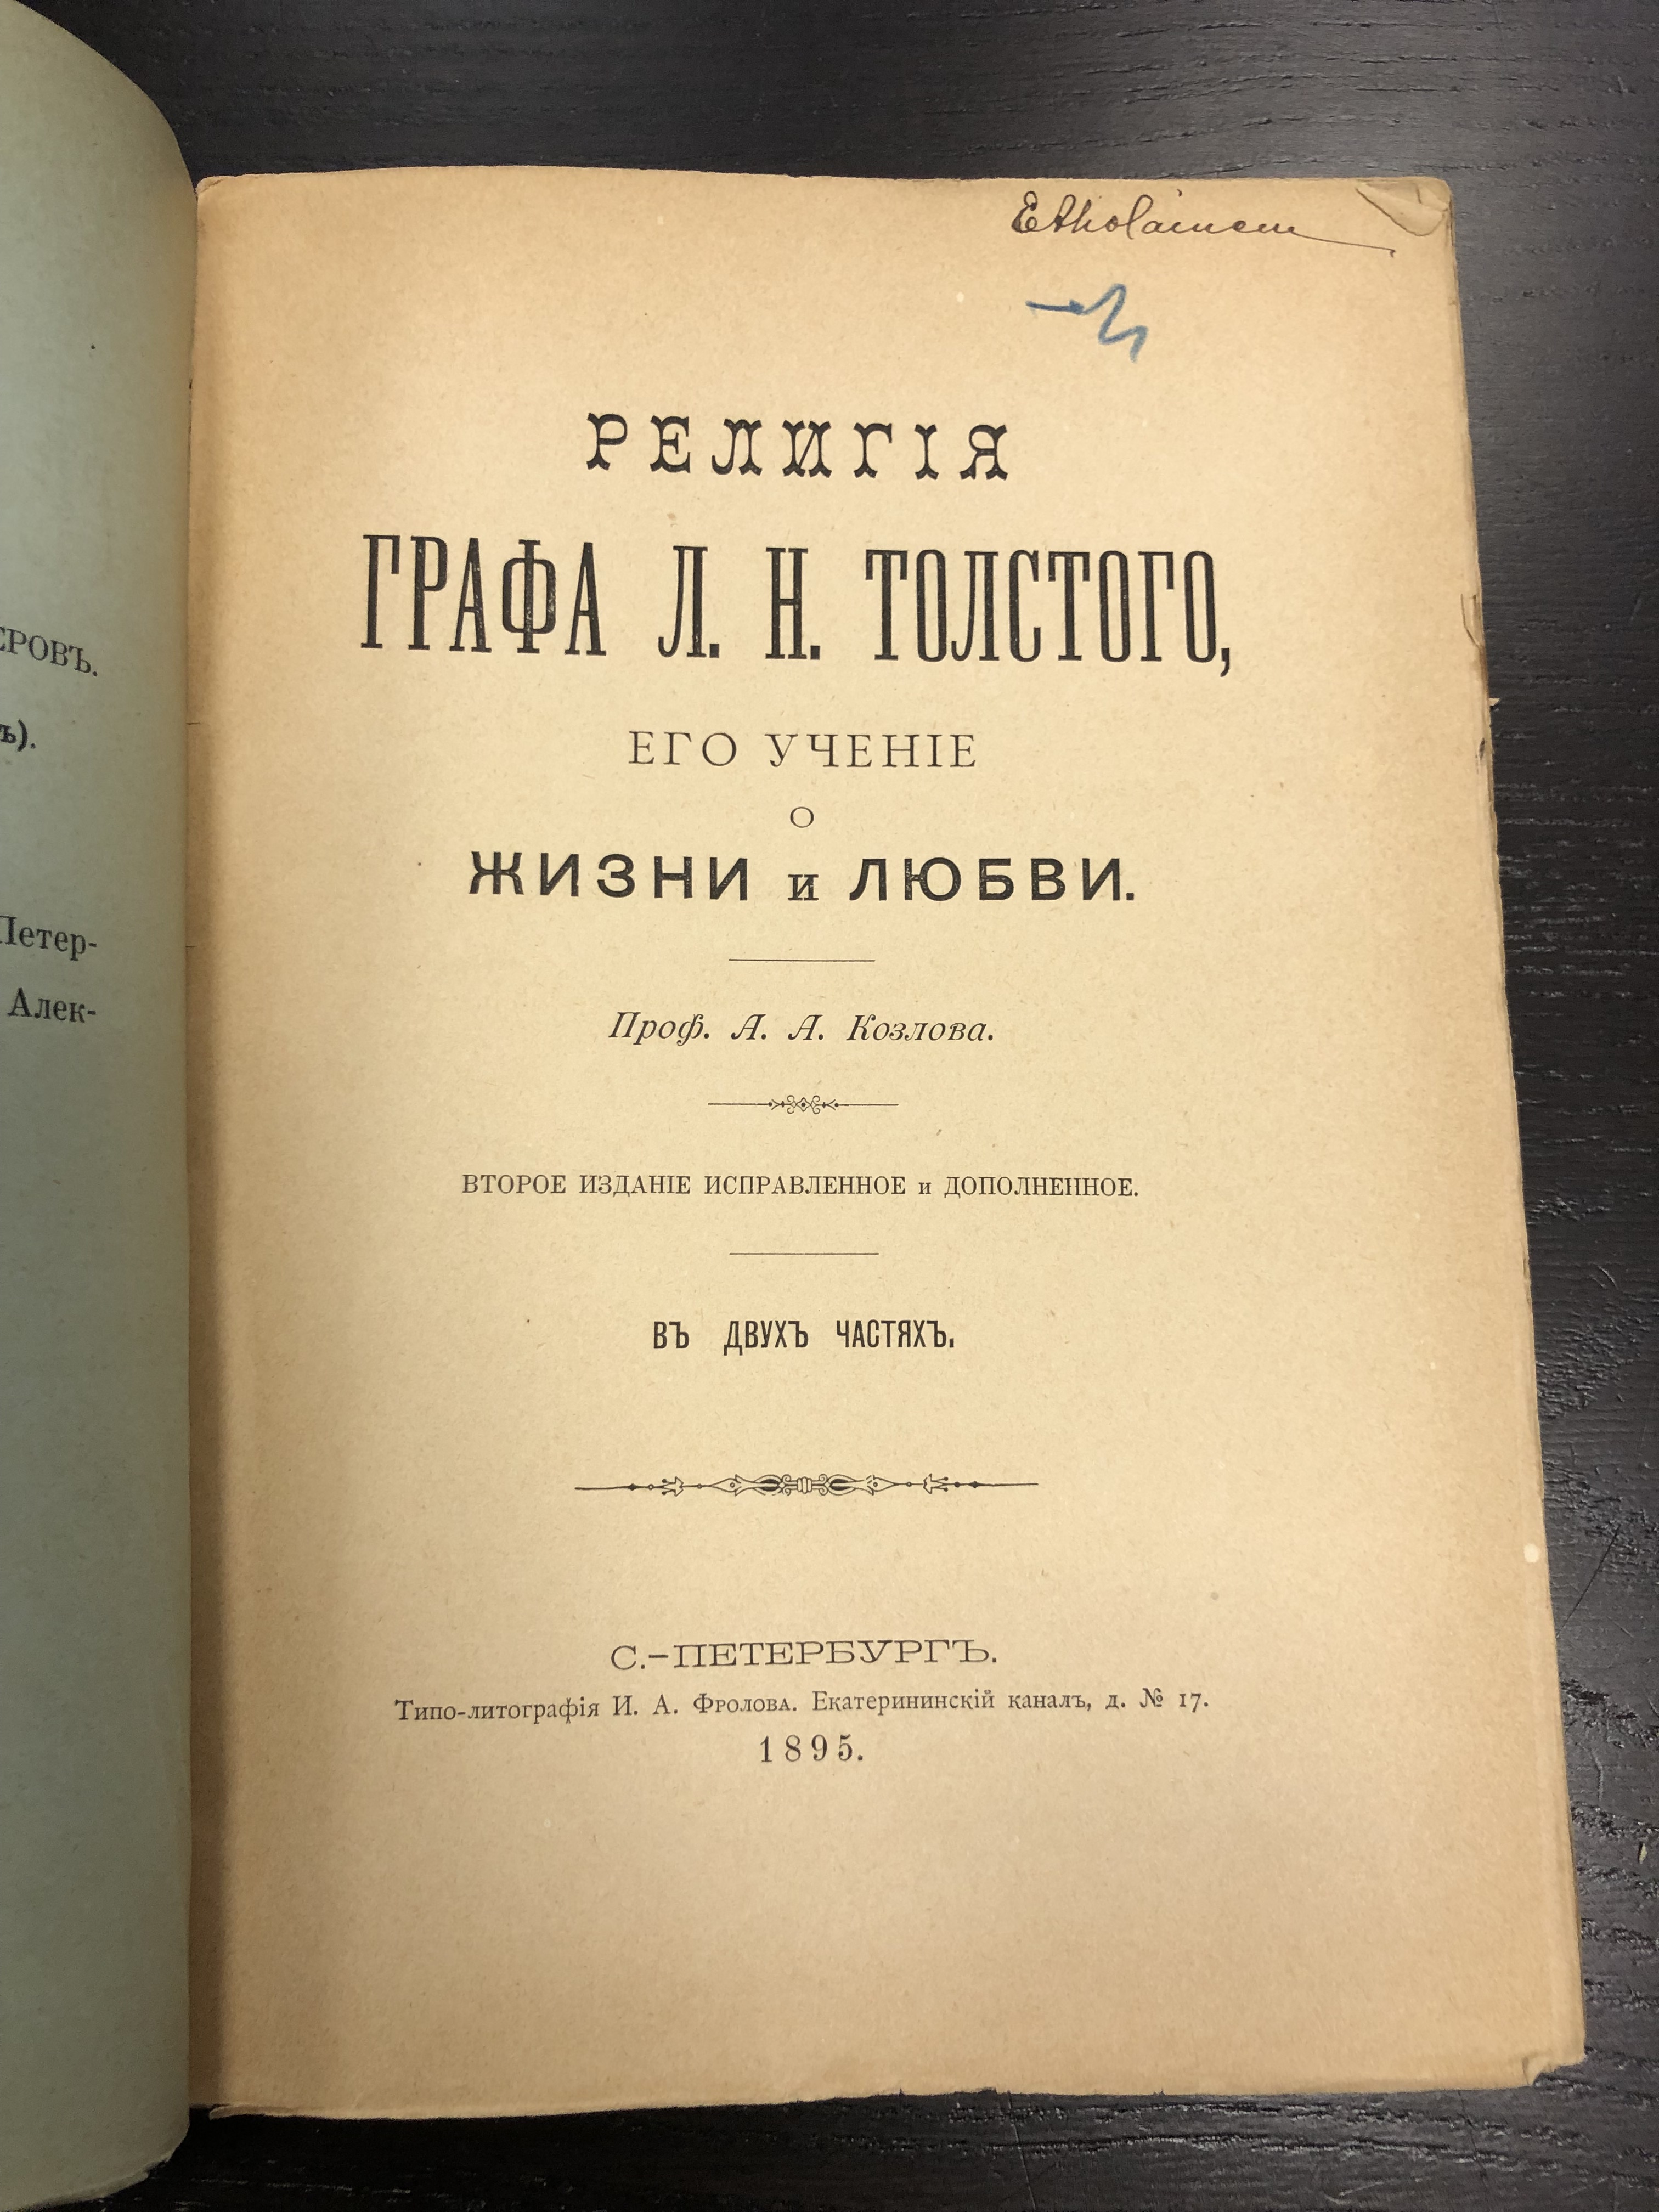 ЕРОВЪ.
ъ).
Петер-
Алек-
РЕЛИГІЯ
ГРАФА Л. Н. ТОЛСТОГО,
ЕГО УЧЕНІЕ
О
ЖИЗНИ и ЛЮБВИ.
Проф. А. А. Козлова.
ВТОРОЕ ИЗДАНІЕ ИСПРАВЛЕННОЕ и ДОПОЛНЕННОЕ.
ВЪ ДВУХЪ ЧАСТЯХЪ.
С.-ПЕТЕРБУРГЪ.
Типо-литографія И. А. Фролова. Екатерининскій каналъ, д. № 17.
1895.